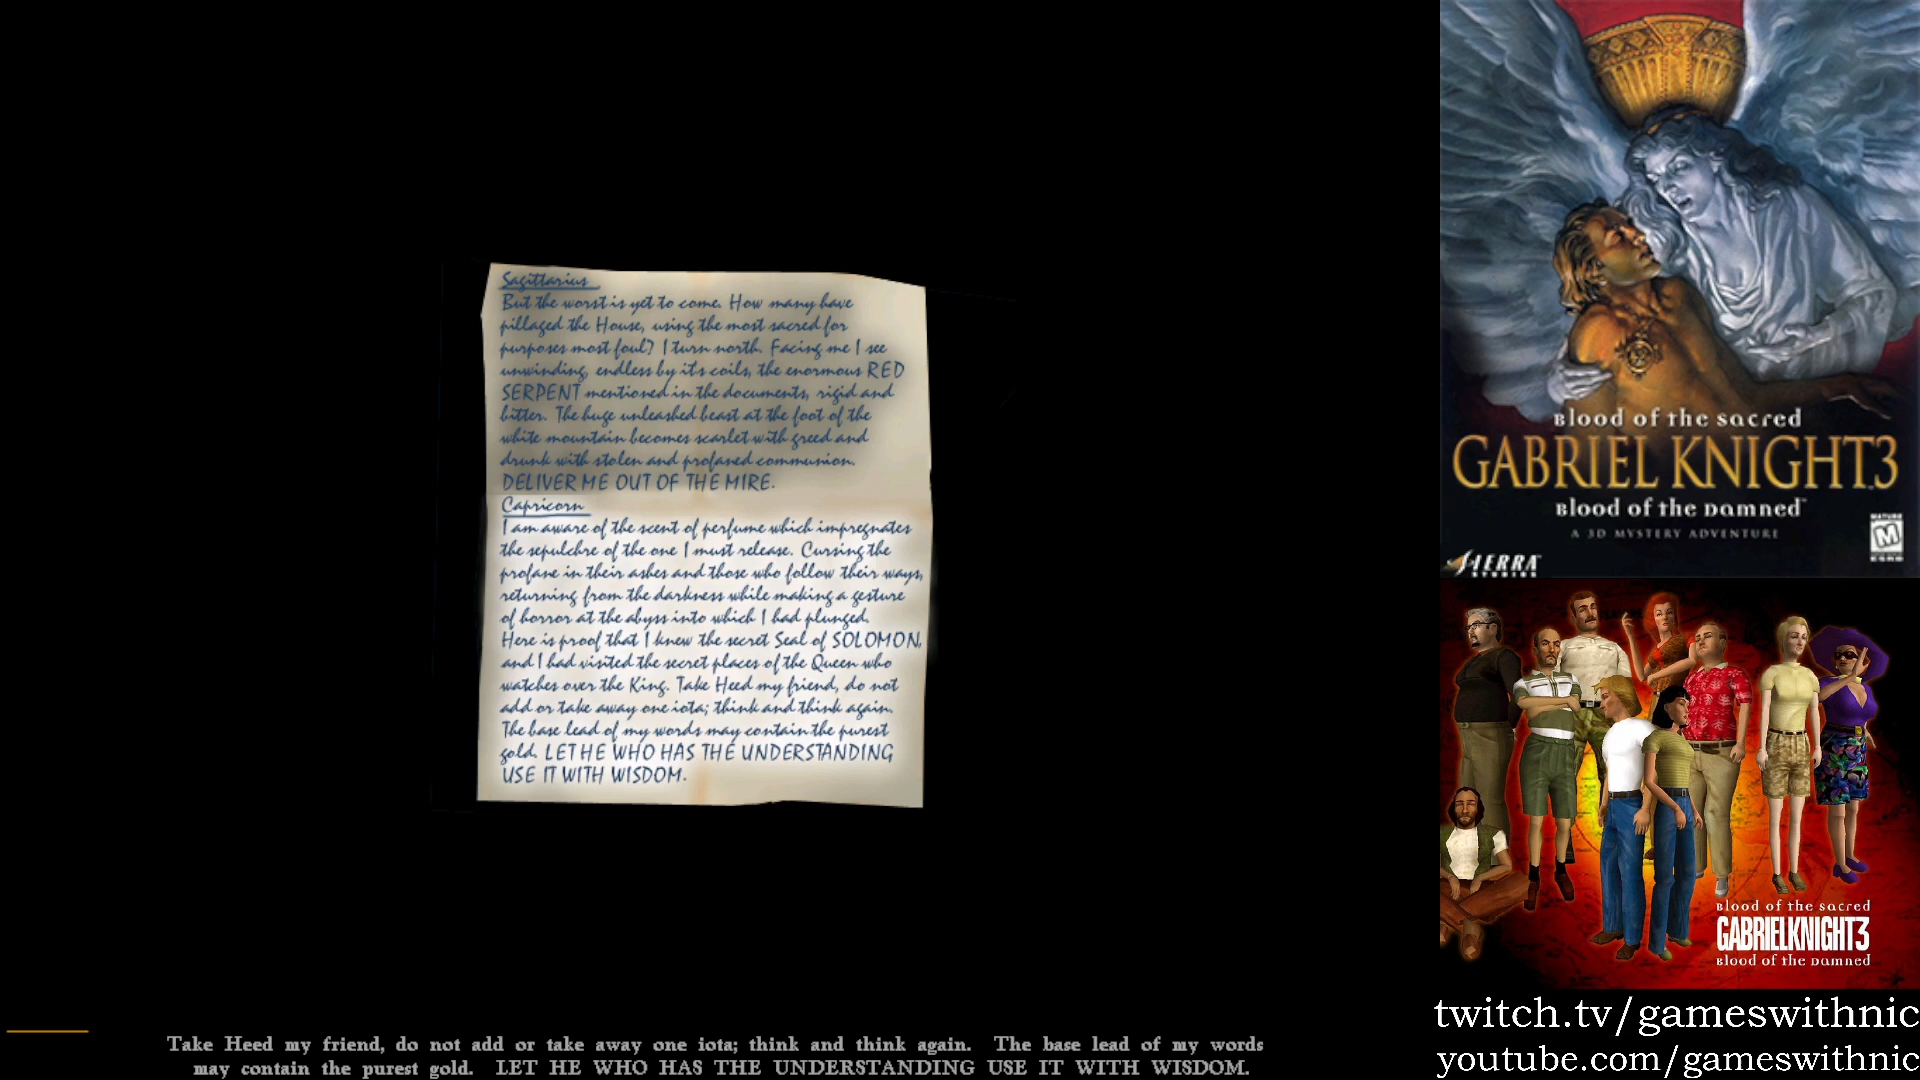 Sagittarius
But the worst is yet to come. How many have
pillaged the House, using the most sacred for
purposes most foul? I turn north. Facing me I see
unwinding, endless by it's coils, the enormous RED
SERPENT mentioned in the documents, rigid and
bitter. The huge unleashed beast at the foot of the
white mountain becomes scarlet with greed and
drunk with stolen and profaned communion.
DELIVER ME OUT OF THE MIRE.
Capricorn
I am aware of the scent of perfume which impregnates
the sepulchre of the one I must release. Cursing the
profane in their ashes and those who follow their ways,
returning from the darkness while making a gesture
of horror at the abyss into which I had plunged.
Here is proof that I knew the secret Seal of SOLOMON,
and I had visited the secret places of the Queen who
watches over the King. Take Heed my friend, do not
add or take away one iota; think and think again.
The base lead of my words may contain the purest
gold. LET HE WHO HAS THE UNDERSTANDING
USE IT WITH WISDOM.
Take Heed my friend, do not add or take away one iota; think and think again. The base lead of my words
may contain the purest gold. LET HE WHO HAS THE UNDERSTANDING USE IT WITH WISDOM.
Blood of the sacred
GABRIEL KNIGHT 3
Blood of the Damned™
A 3D MYSTERY ADVENTURE
SIERRA
STUDIOS
MATURE
M
ESRB
Blood of the sacred
GABRIEL KNIGHT 3
Blood of the Damned
twitch.tv/gameswithnic
youtube.com/gameswithnic